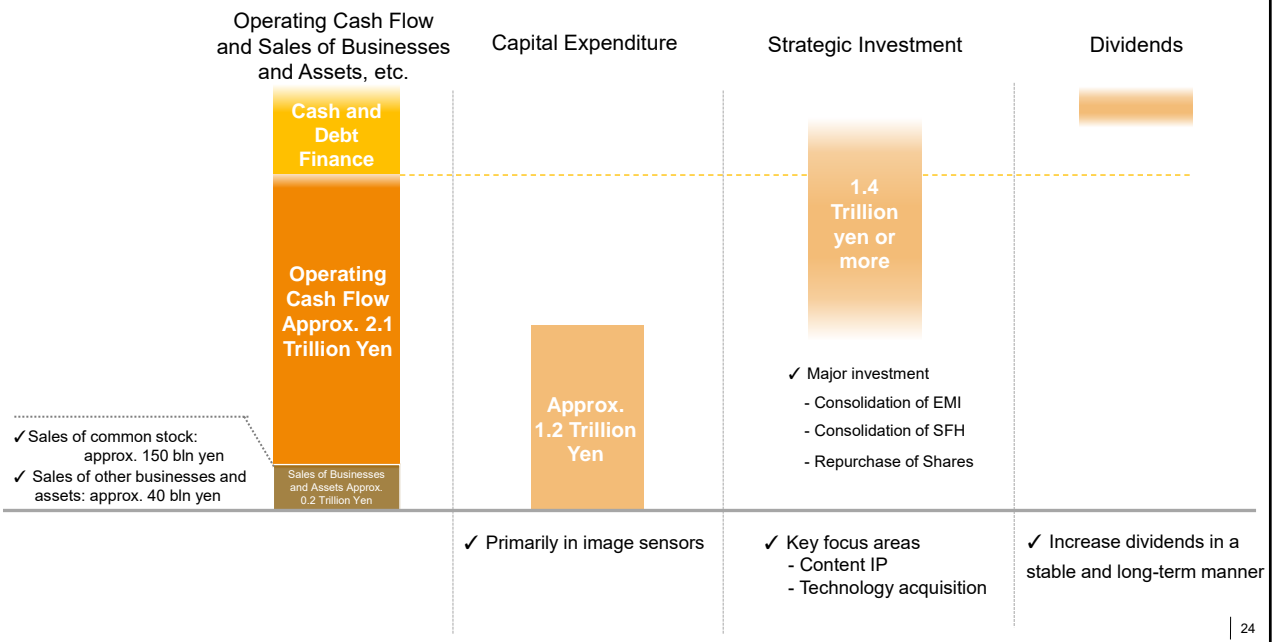 Operating Cash Flow
and Sales of Businesses
and Assets, etc.
Capital Expenditure
Strategic Investment
Dividends
Cash and
Debt
Finance
Operating
Cash Flow
Approx. 2.1
Trillion Yen
Sales of Businesses
and Assets Approx.
0.2 Trillion Yen
✓Sales of common stock:
approx. 150 bln yen
✓ Sales of other businesses and
assets: approx. 40 bln yen
Approx.
1.2 Trillion
Yen
✓ Primarily in image sensors
1.4
Trillion
yen or
more
✓ Major investment
- Consolidation of EMI
- Consolidation of SFH
- Repurchase of Shares
✓ Key focus areas
- Content IP
- Technology acquisition
✓ Increase dividends in a
stable and long-term manner
24